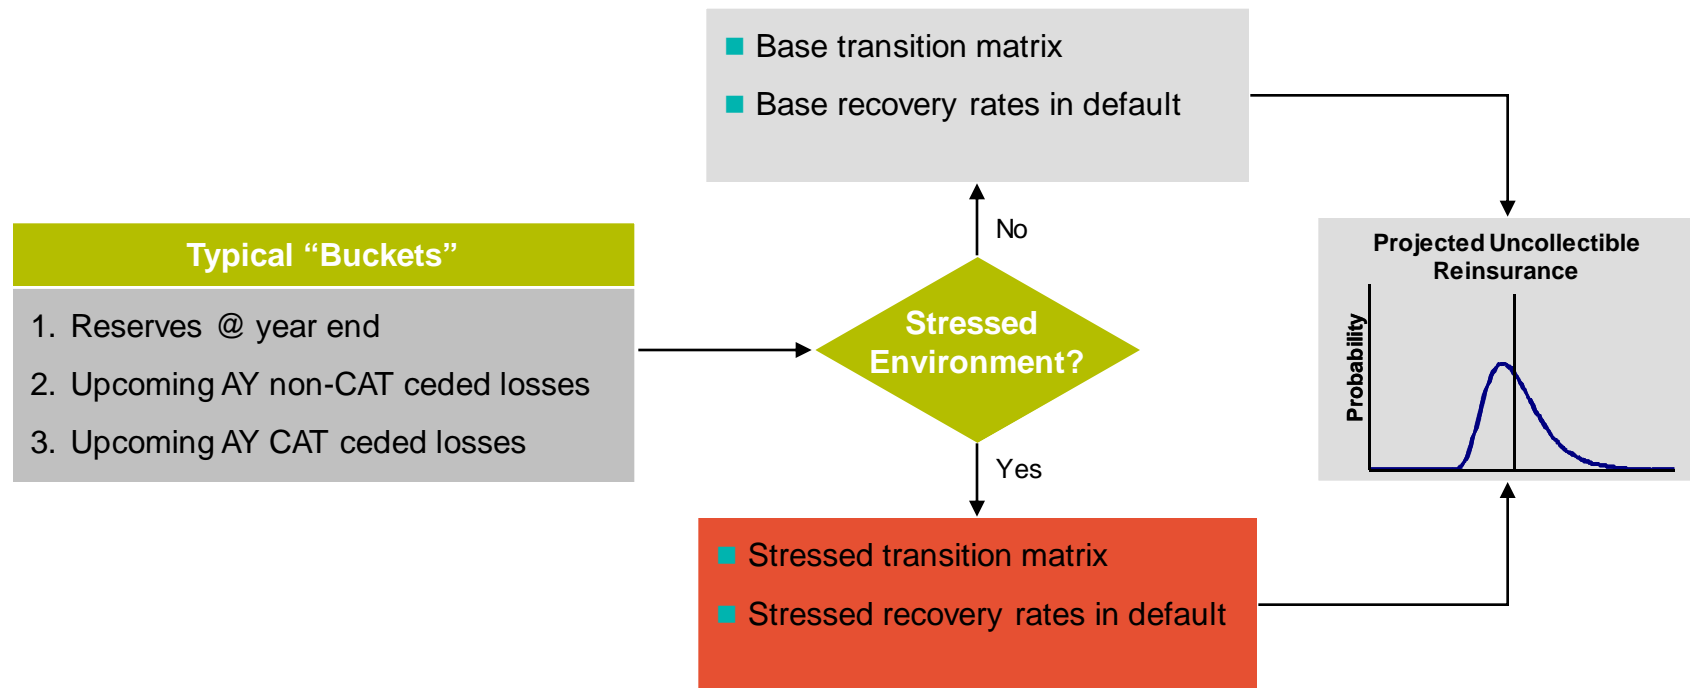 Base transition matrix
Base recovery rates in default
No
Typical “Buckets”
1. Reserves @ year end
2. Upcoming AY non-CAT ceded losses
3. Upcoming AY CAT ceded losses
Stressed
Environment?
Yes
Stressed transition matrix
Stressed recovery rates in default
Projected Uncollectible
Reinsurance
Probability